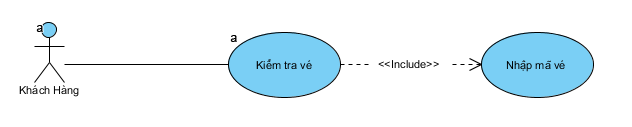 a
Khách Hàng
a
Kiểm tra vé
<<Include>>
Nhập mã vé